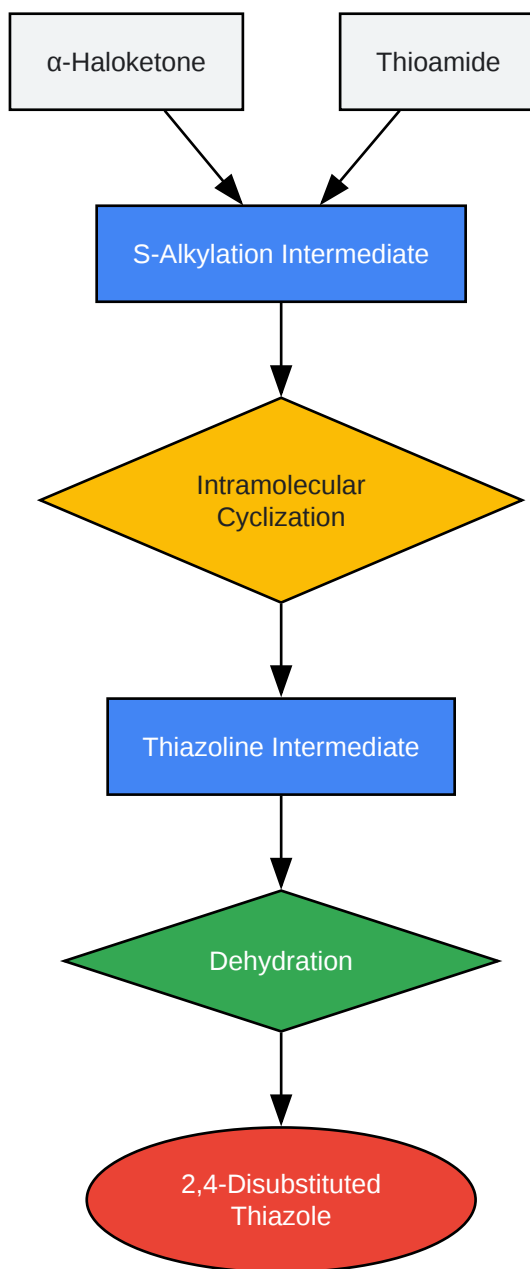 α-Haloketone
Thioamide
S-Alkylation Intermediate
Intramolecular
Cyclization
Thiazoline Intermediate
Dehydration
2,4-Disubstituted
Thiazole